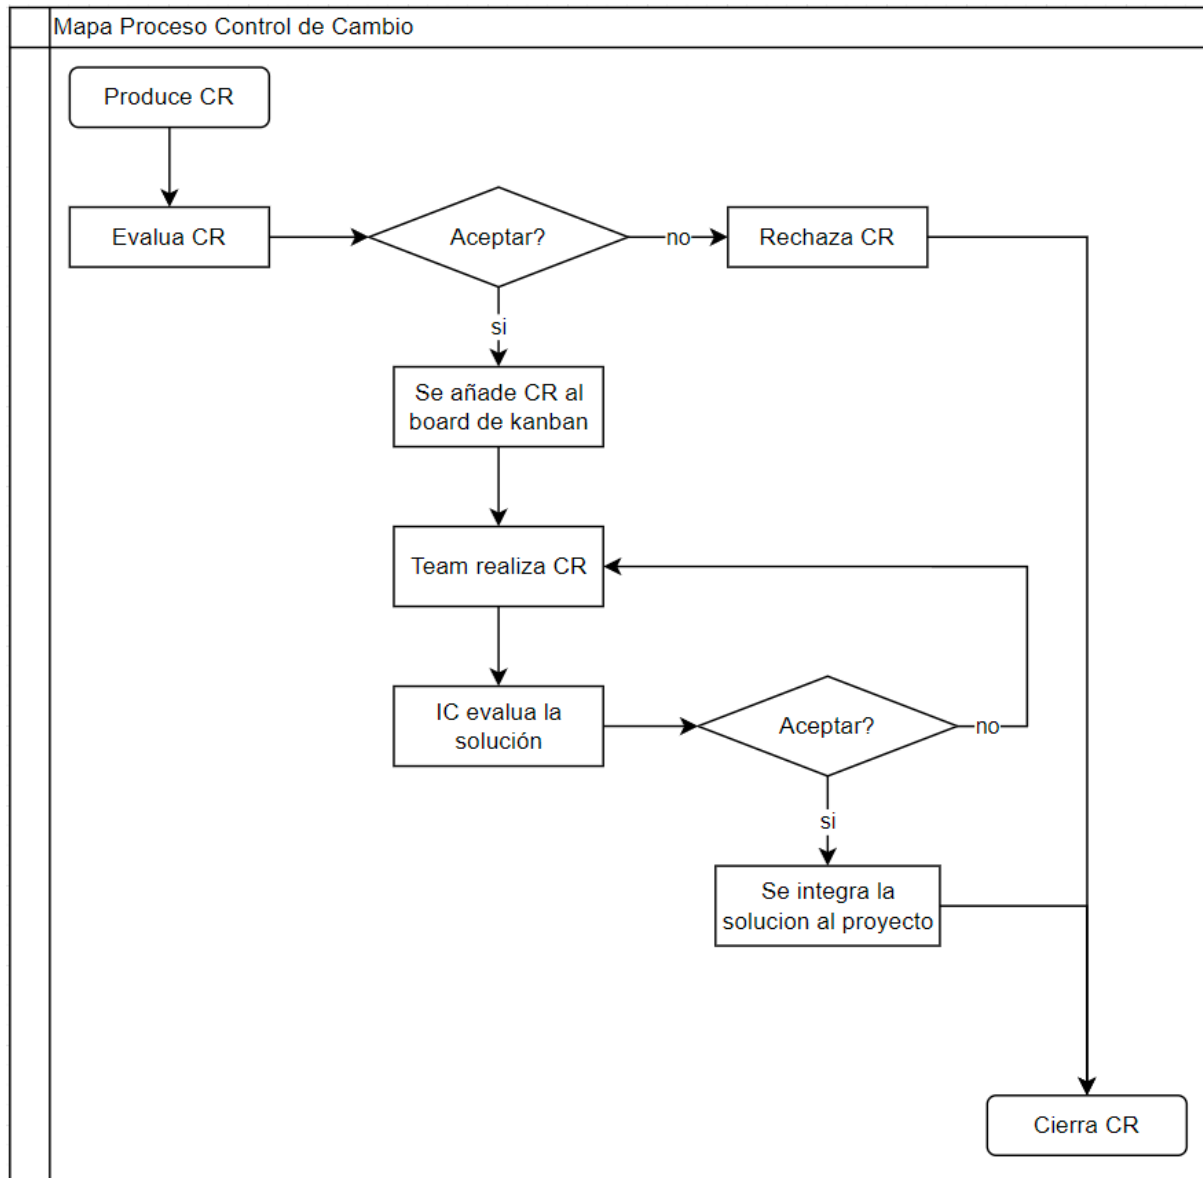 Mapa Proceso Control de Cambio
Produce CR
Evalua CR
Aceptar?
no
Rechaza CR
si
Se añade CR al
board de kanban
Team realiza CR
IC evalua la
solución
Aceptar?
no
si
Se integra la
solucion al proyecto
Cierra CR